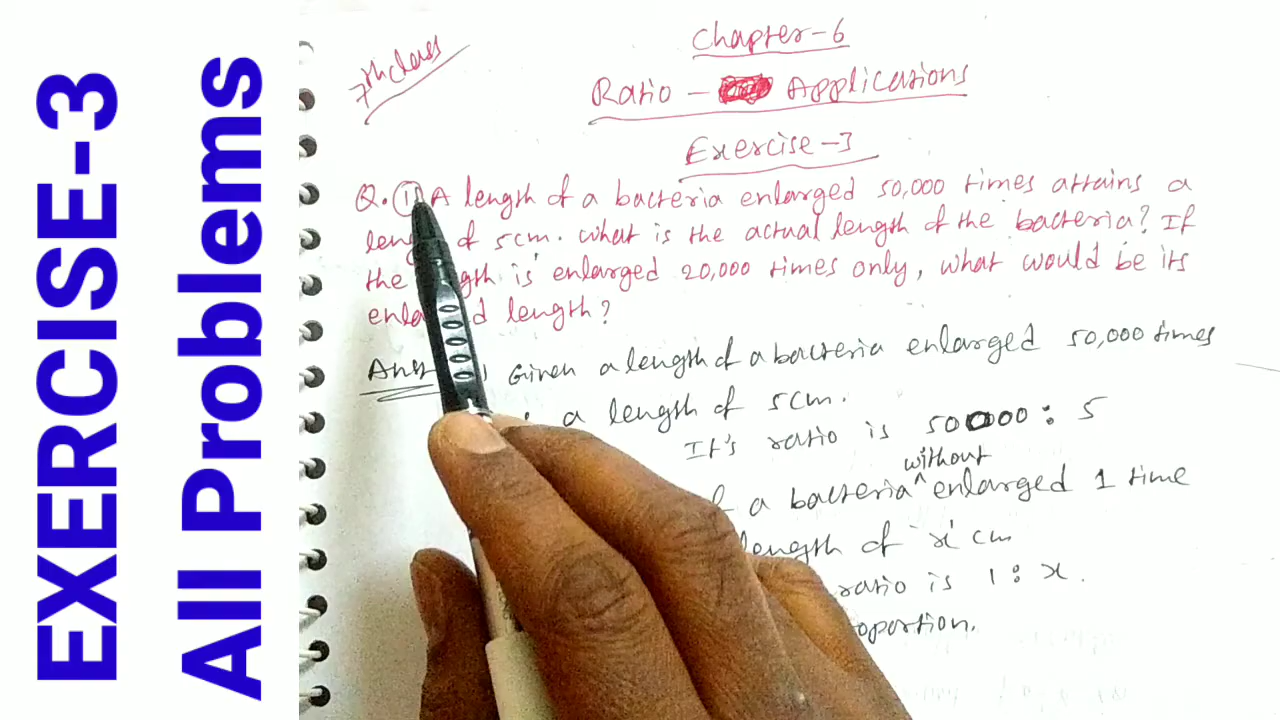 EXERCISE-3
All Problems
7th class
Chapter-6
Ratio - Applications
Exercise-3
Q. 1) A length of a bacteria enlarged 50,000 times attains a
of 5cm. what is the actual length of the bacteria? If
the is enlarged 20,000 times only, what would be its
length?
Ans Given a length of a bacteria enlarged 50,000 times
a length of 5cm.
It's ratio is 50000 : 5
without
a bacteria ^ enlarged 1 time
length of 'x' cm
ratio is 1 : x.